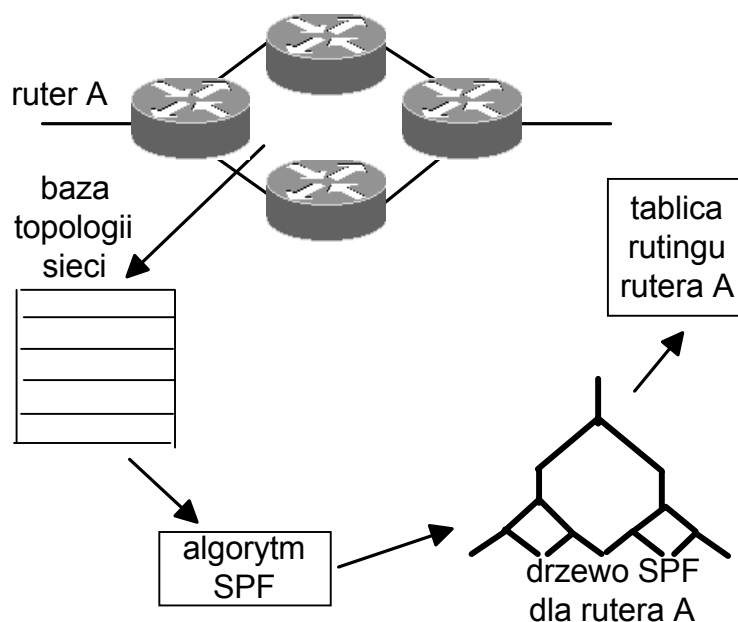 ruter A
baza
topologii
sieci
tablica
rutingu
rutera A
algorytm
SPF
drzewo SPF
dla rutera A